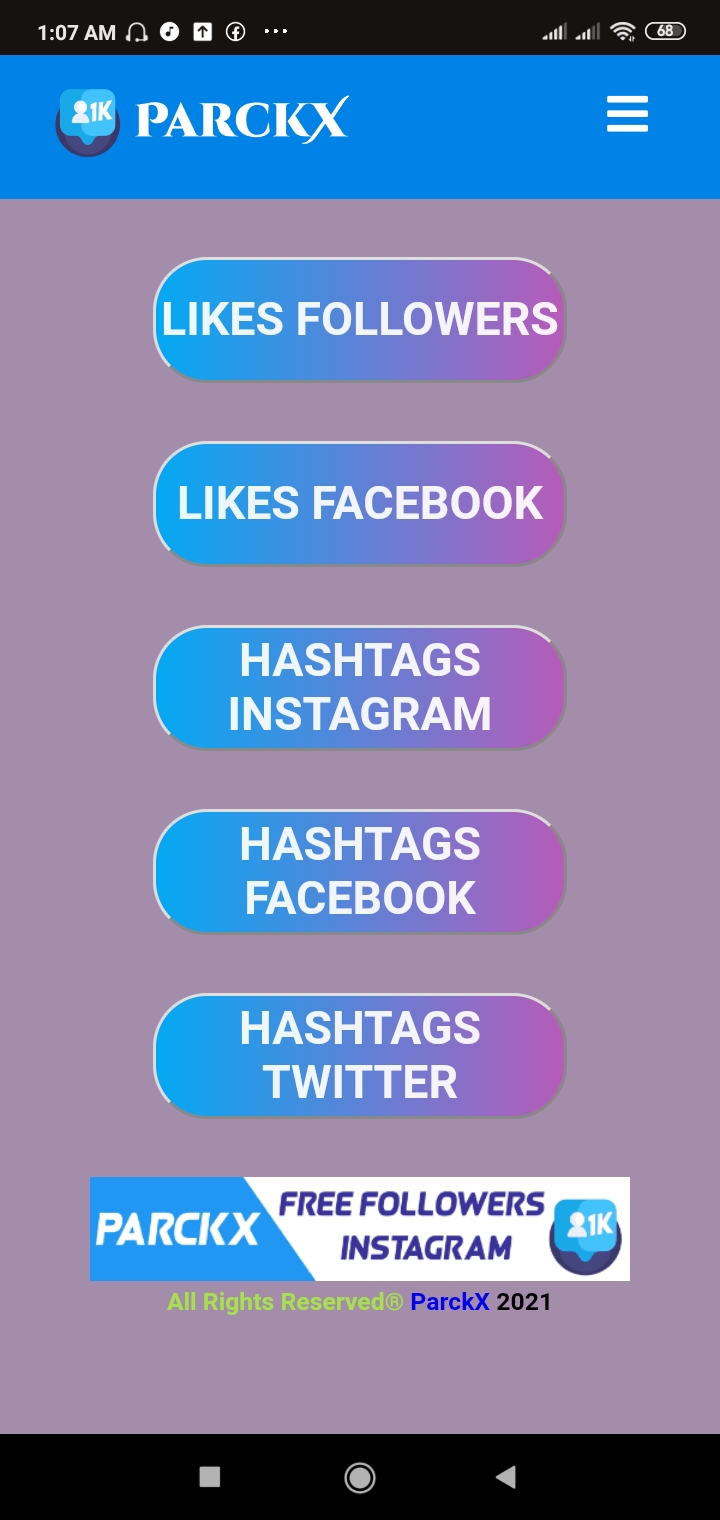 1:07 AM
68
1K
PARCKX
LIKES FOLLOWERS
LIKES FACEBOOK
HASHTAGS
INSTAGRAM
HASHTAGS
FACEBOOK
HASHTAGS
TWITTER
PARCKX
FREE FOLLOWERS
INSTAGRAM
1K
All Rights Reserved® ParckX 2021